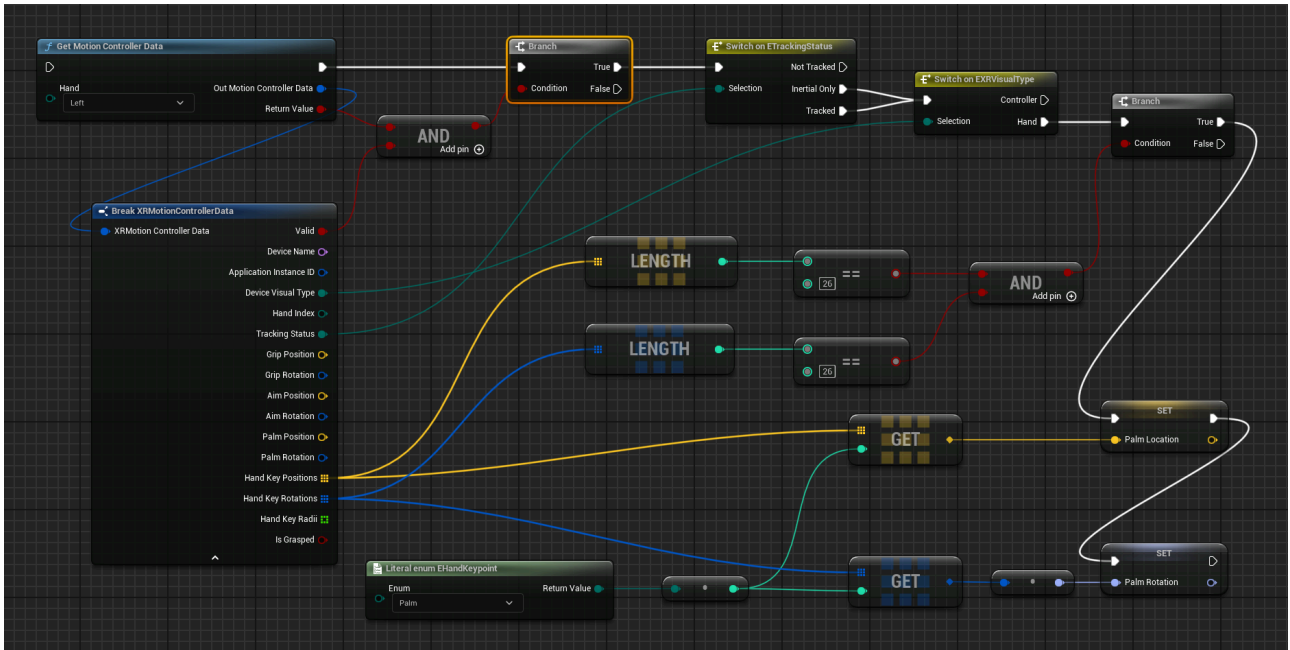 Get Motion Controller Data
Hand
Left
Out Motion Controller Data
Return Value
AND
Add pin
Branch
True
Condition
False
Switch on ETrackingStatus
Not Tracked
Selection
Inertial Only
Tracked
Switch on EXRVisualType
Controller
Selection
Hand
Branch
True
Condition
False
Break XRMotionControllerData
XRMotion Controller Data
Valid
Device Name
Application Instance ID
Device Visual Type
Hand Index
Tracking Status
Grip Position
Grip Rotation
Aim Position
Aim Rotation
Palm Position
Palm Rotation
Hand Key Positions
Hand Key Rotations
Hand Key Radii
Is Grasped
LENGTH
26
==
AND
Add pin
LENGTH
26
==
GET
SET
Palm Location
Literal enum EHandKeypoint
Enum
Palm
Return Value
GET
SET
Palm Rotation